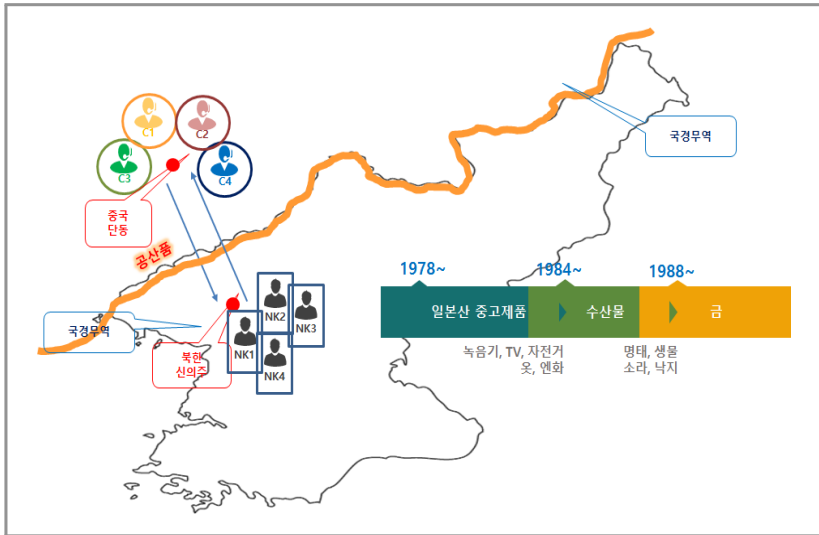 C1
C2
C3
C4
중국
단동
공산품
국경무역
국경무역
북한
신의주
NK1
NK2
NK3
NK4
1978~
1984~
1988~
일본산 중고제품
수산물
금
녹음기, TV, 자전거
옷, 엔화
명태, 생물
소라, 낙지